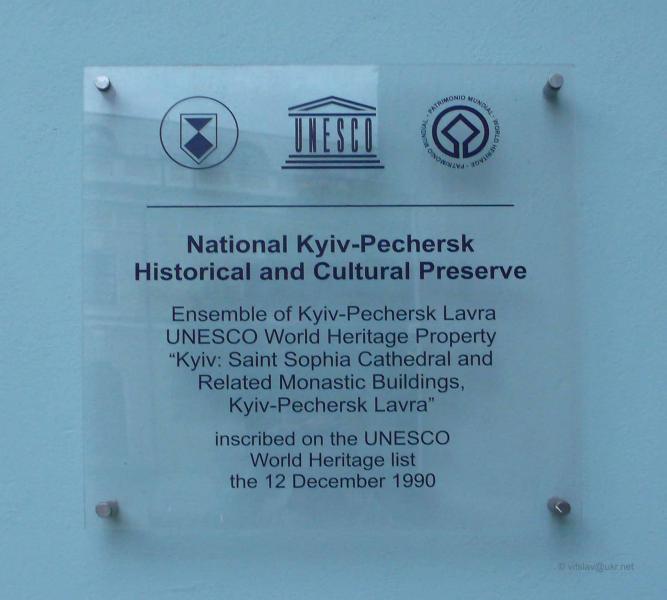 UNESCO
PATRIMONIO MUNDIAL · WORLD HERITAGE · PATRIMOINE MONDIAL ·
National Kyiv-Pechersk
Historical and Cultural Preserve
Ensemble of Kyiv-Pechersk Lavra
UNESCO World Heritage Property
“Kyiv: Saint Sophia Cathedral and
Related Monastic Buildings,
Kyiv-Pechersk Lavra”
inscribed on the UNESCO
World Heritage list
the 12 December 1990
© vitslav@ukr.net